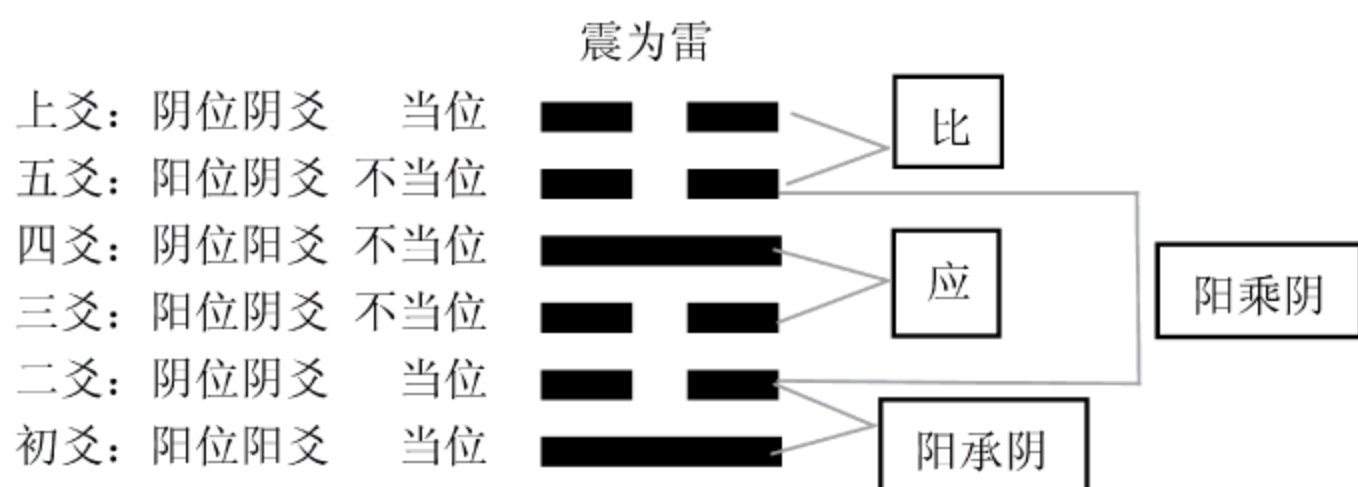 震为雷
上爻：阴位阴爻 当位
五爻：阳位阴爻 不当位
四爻：阴位阳爻 不当位
三爻：阳位阴爻 不当位
二爻：阴位阴爻 当位
初爻：阳位阳爻 当位
比
应
阳乘阴
阳承阴